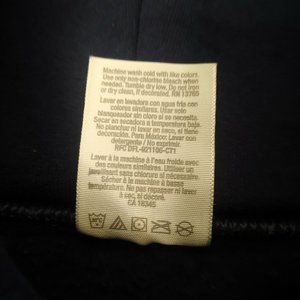 Machine wash cold with like colors.
Use only non-chlorine bleach when
needed. Tumble dry low. Do not iron
or dry clean, if decorated. RN 13765
Lavar en lavadora con agua fria con
colores similares. Usar solo
blanqueador sin cloro si se necesita.
Secar en secadora a temperatura baja.
No planchar ni lavar en seco, si
decorado. Para México: Lavar con
detergente / No exprimir.
RFC DFL-921106-CT1
Laver à la machine à l'eau froide avec
des couleurs similaires. Utiliser un
javellisant sans chlorure si nécessaire.
Sécher à la machine à basse
température. Ne pas repasser ni laver
à sec, si décoré.
CA 18345